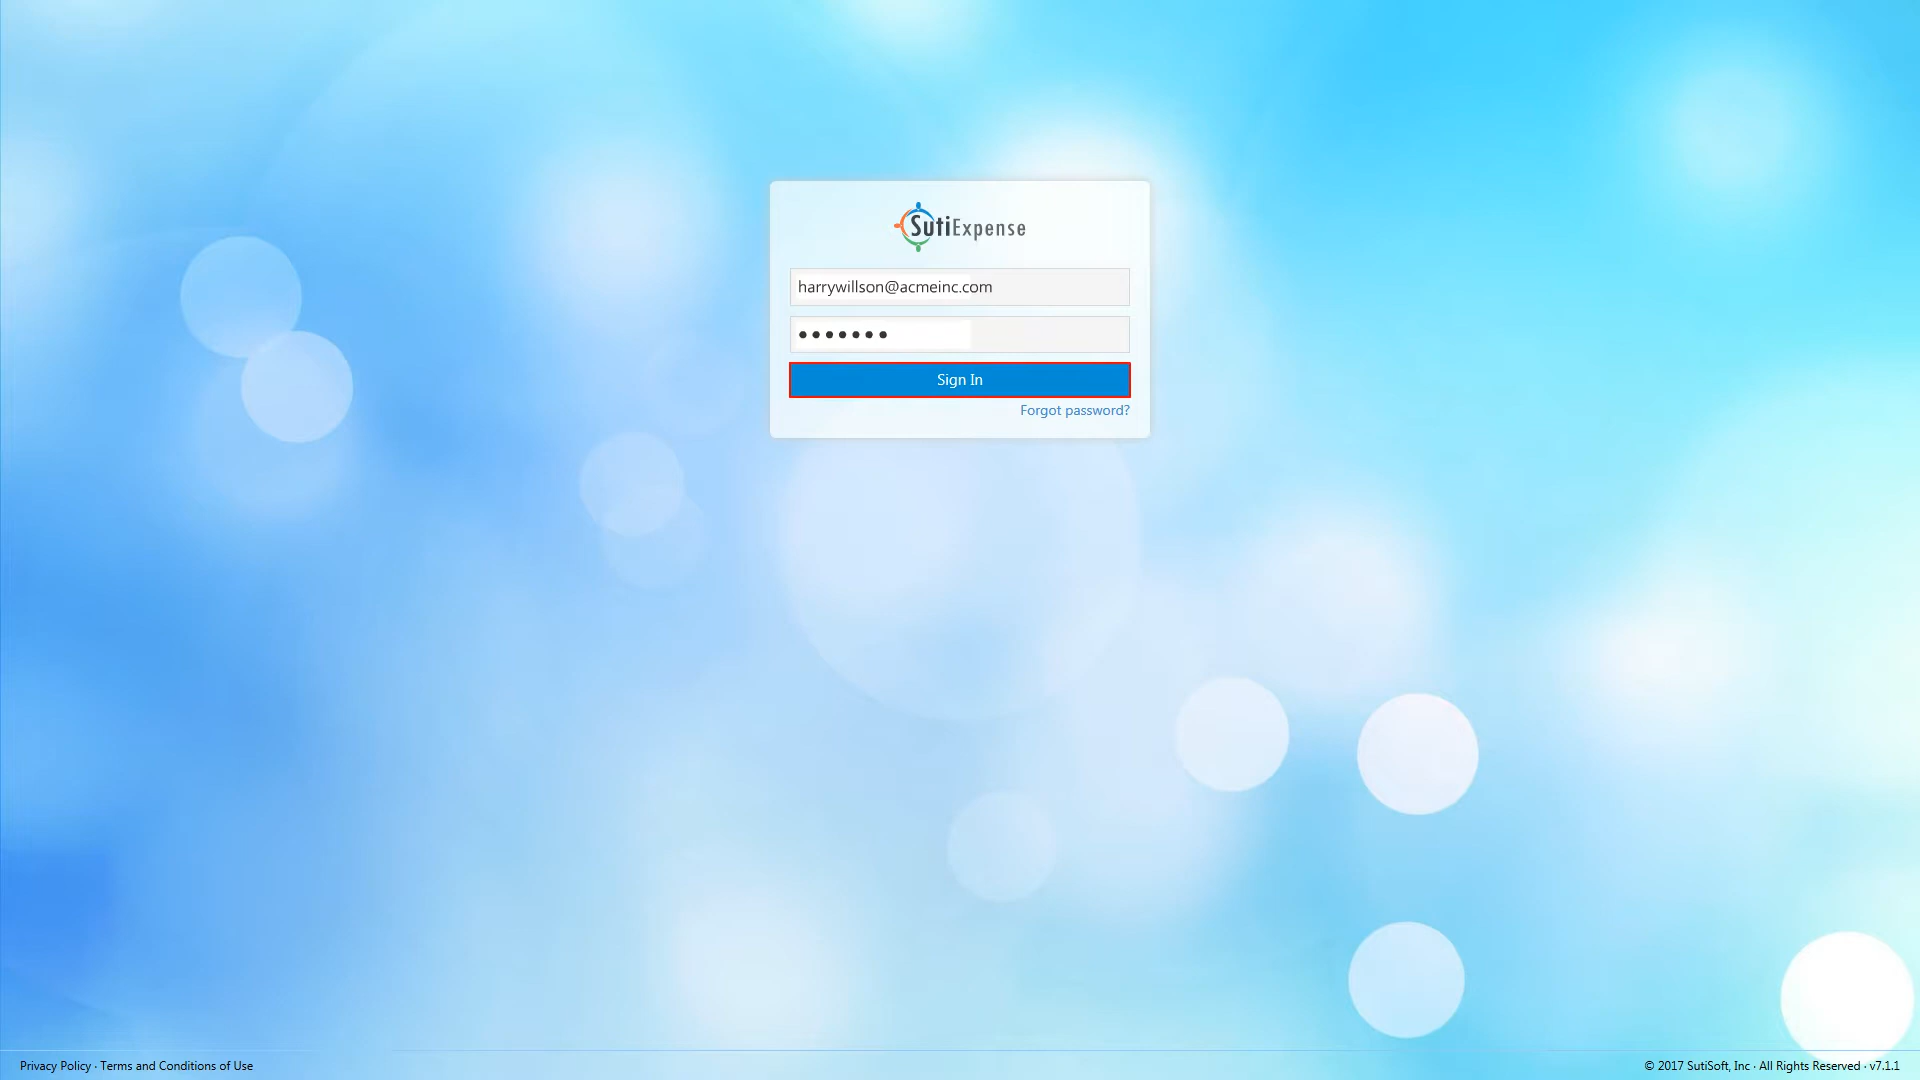 SutiExpense
harrywillson@acmeinc.com
•••••••
Sign In
Forgot password?
Privacy Policy · Terms and Conditions of Use
© 2017 SutiSoft, Inc · All Rights Reserved · v7.1.1